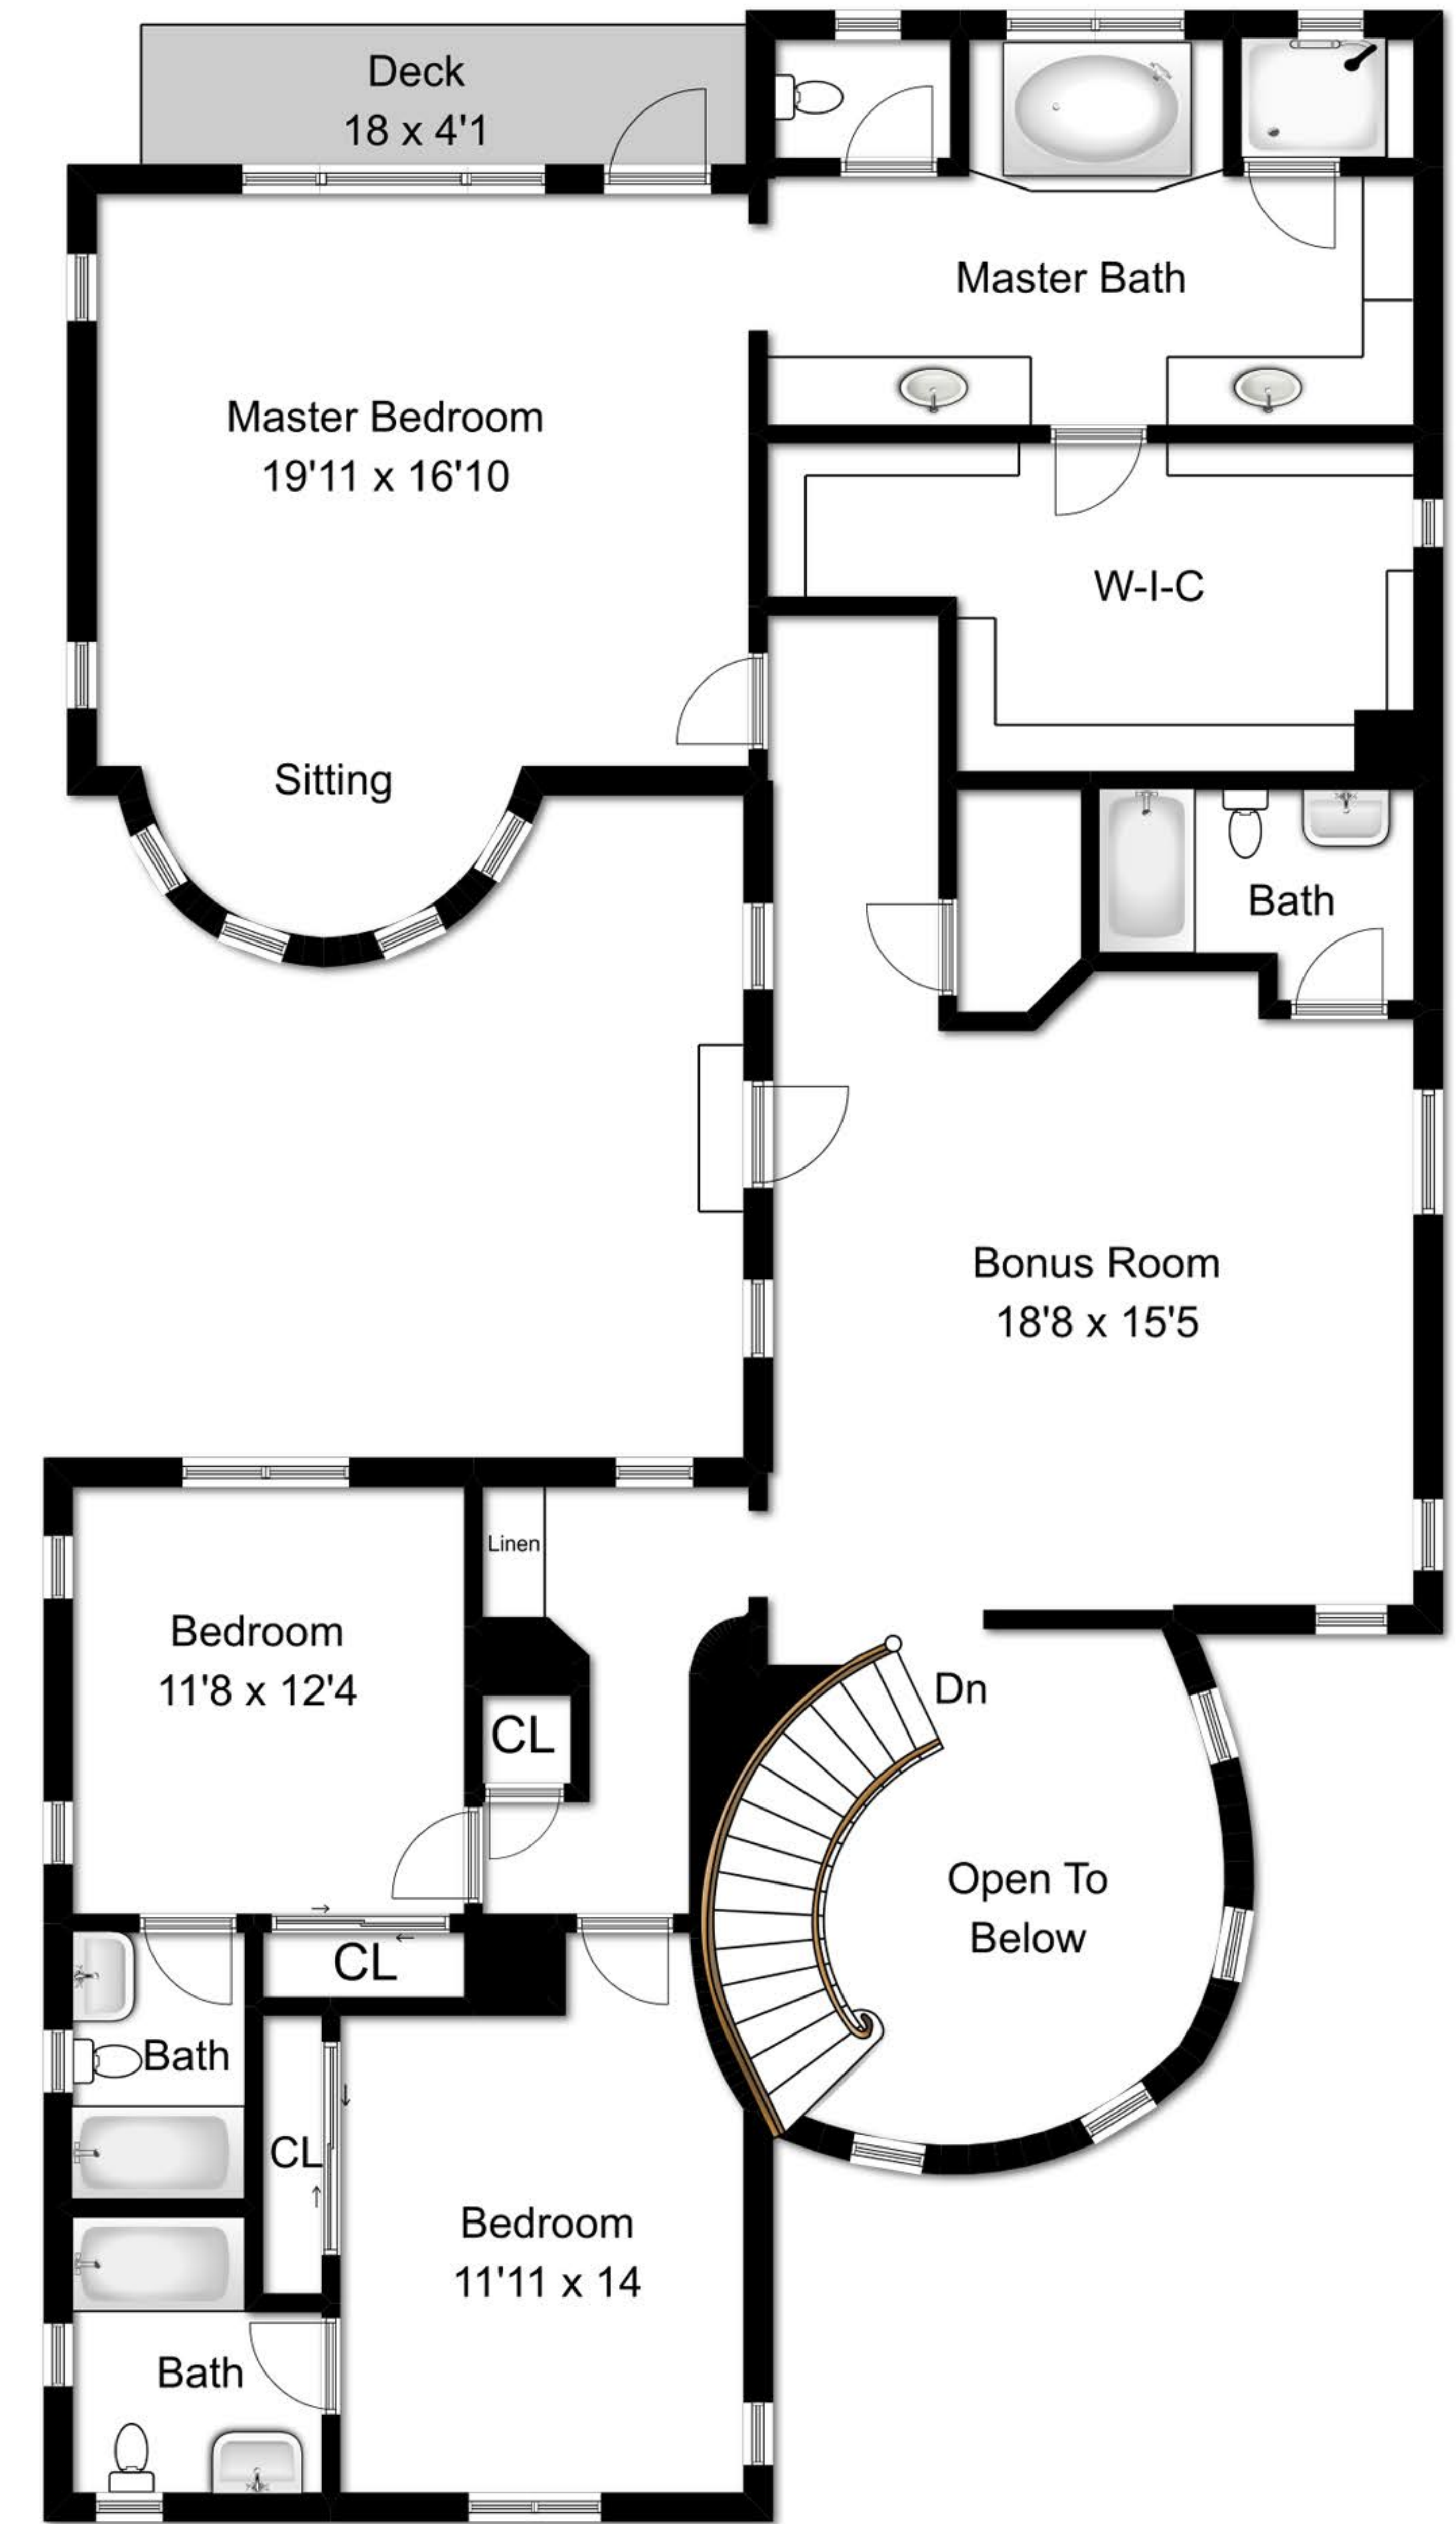 Deck
18 x 4'1
Master Bath
Master Bedroom
19'11 x 16'10
W-I-C
Sitting
Bath
Bonus Room
18'8 x 15'5
Linen
Bedroom
11'8 x 12'4
Dn
CL
Open To
Below
CL
Bath
CL
Bedroom
11'11 x 14
Bath